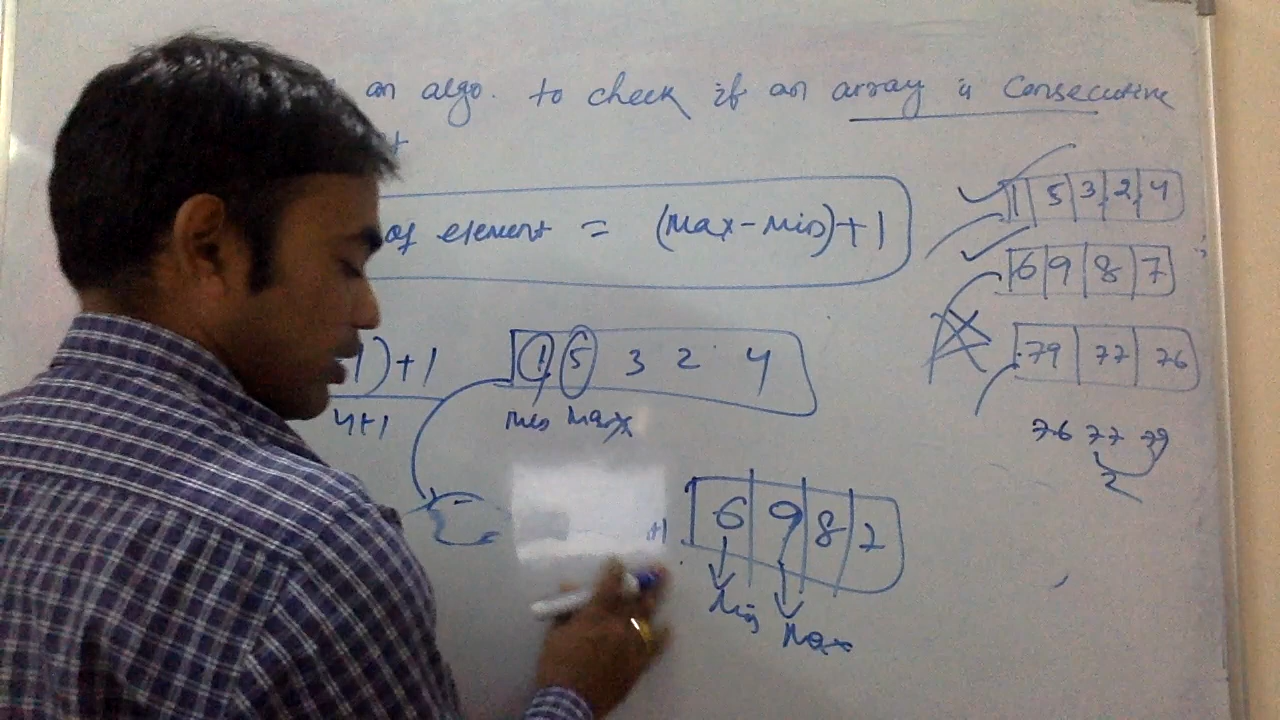 an algo. to check if an array is Consecutive
of element = (Max-Min)+1
1 5 3 2 4
6 9 8 7
79 77 76
76 77 79
2
1)+1
4+1
1 5 3 2 4
Min Max
+1
6 9 8 7
Min
Max